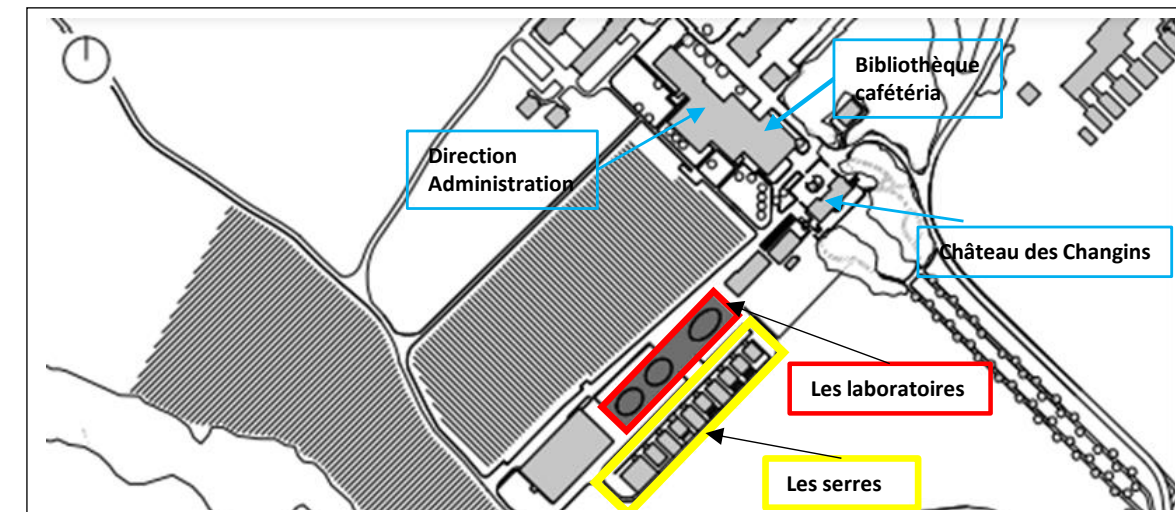 Bibliothèque
cafétéria
Direction
Administration
Château des Changins
Les laboratoires
Les serres